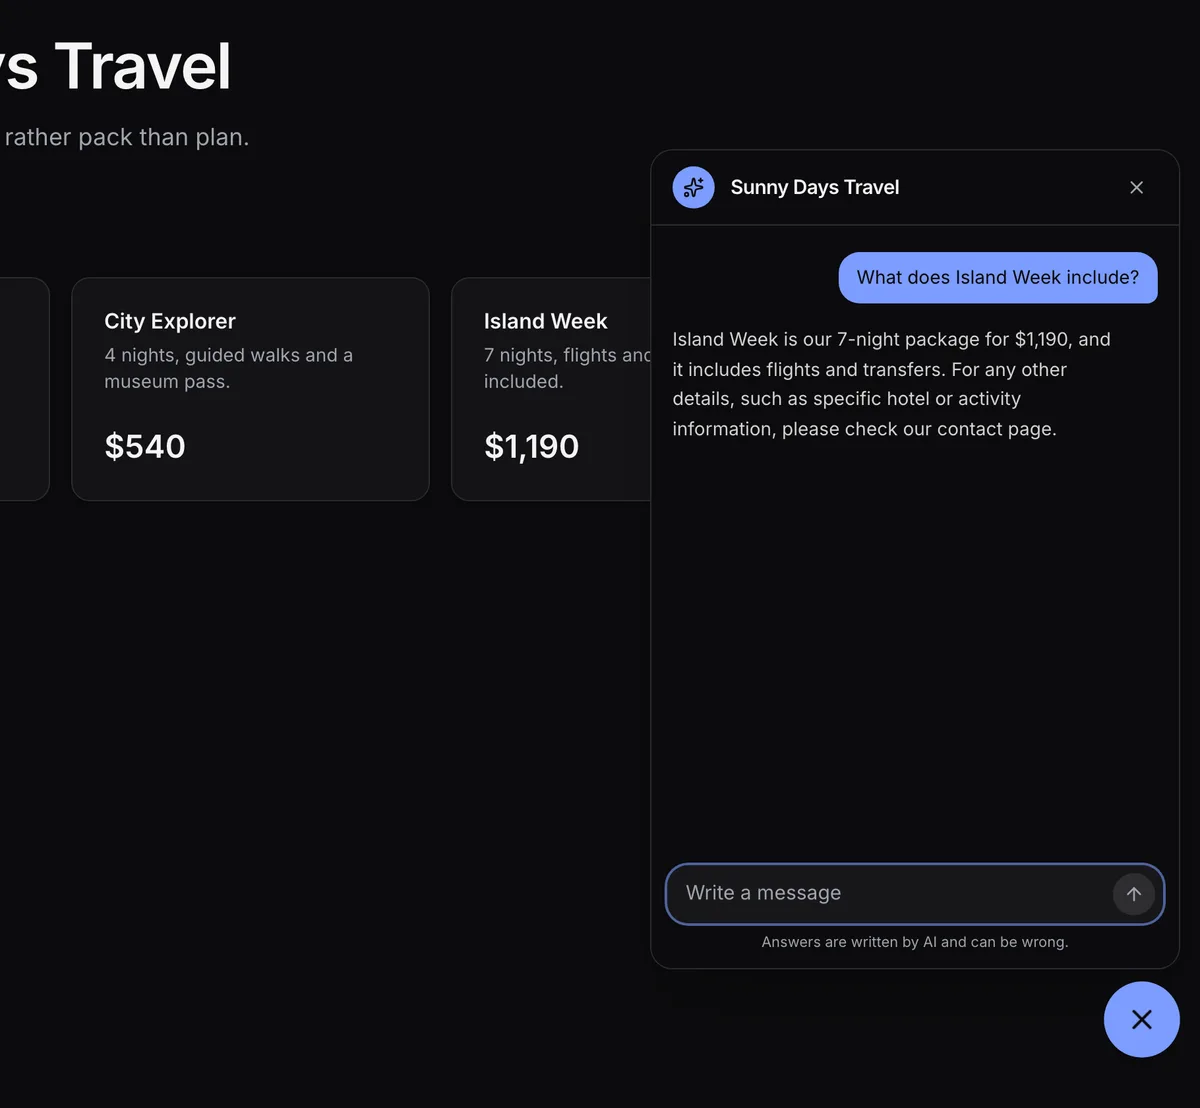 s Travel
rather pack than plan.
City Explorer
4 nights, guided walks and a
museum pass.
$540
Island Week
7 nights, flights and
included.
$1,190
Sunny Days Travel
What does Island Week include?
Island Week is our 7-night package for $1,190, and
it includes flights and transfers. For any other
details, such as specific hotel or activity
information, please check our contact page.
Write a message
Answers are written by AI and can be wrong.